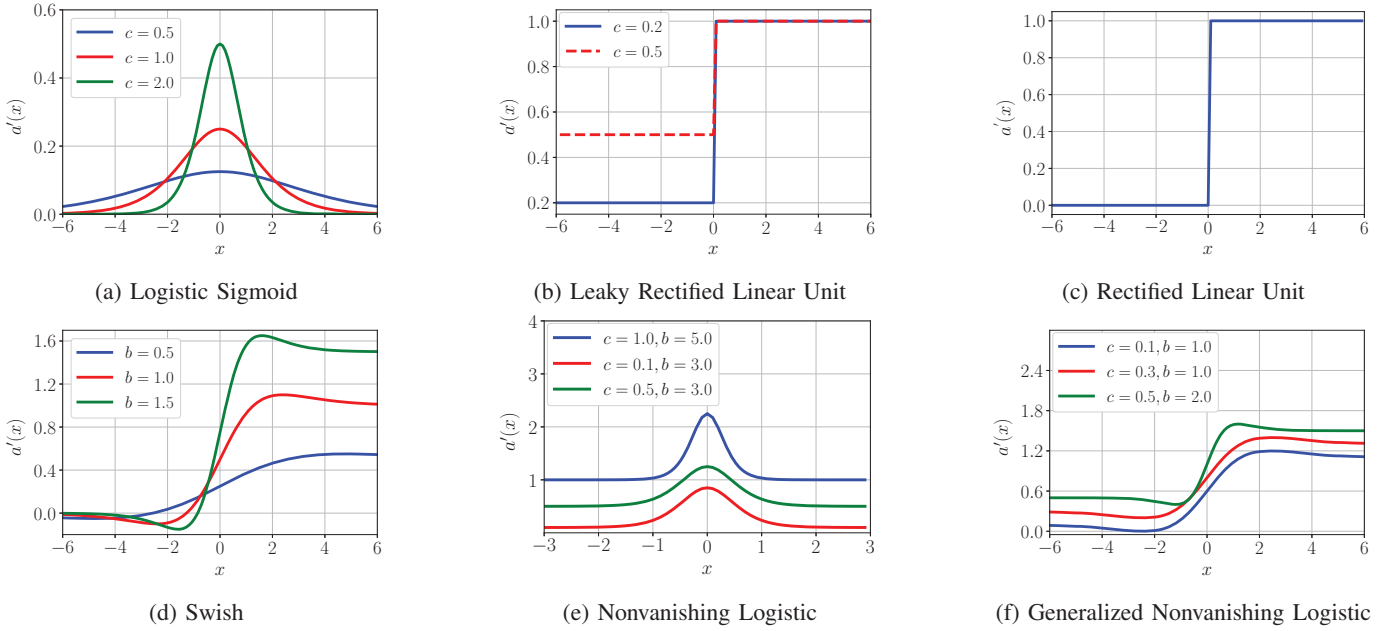 0.6
0.4
0.2
0.0
a′(x)
c = 0.5
c = 1.0
c = 2.0
−6 −4 −2 0 2 4 6
x
(a) Logistic Sigmoid
1.0
0.8
0.6
0.4
0.2
a′(x)
c = 0.2
c = 0.5
−6 −4 −2 0 2 4 6
x
(b) Leaky Rectified Linear Unit
1.0
0.8
0.6
0.4
0.2
0.0
a′(x)
−6 −4 −2 0 2 4 6
x
(c) Rectified Linear Unit
1.6
1.2
0.8
0.4
0.0
a′(x)
b = 0.5
b = 1.0
b = 1.5
−6 −4 −2 0 2 4 6
x
(d) Swish
4
3
2
1
a′(x)
c = 1.0, b = 5.0
c = 0.1, b = 3.0
c = 0.5, b = 3.0
−3 −2 −1 0 1 2 3
x
(e) Nonvanishing Logistic
2.4
1.8
1.2
0.6
0.0
a′(x)
c = 0.1, b = 1.0
c = 0.3, b = 1.0
c = 0.5, b = 2.0
−6 −4 −2 0 2 4 6
x
(f) Generalized Nonvanishing Logistic